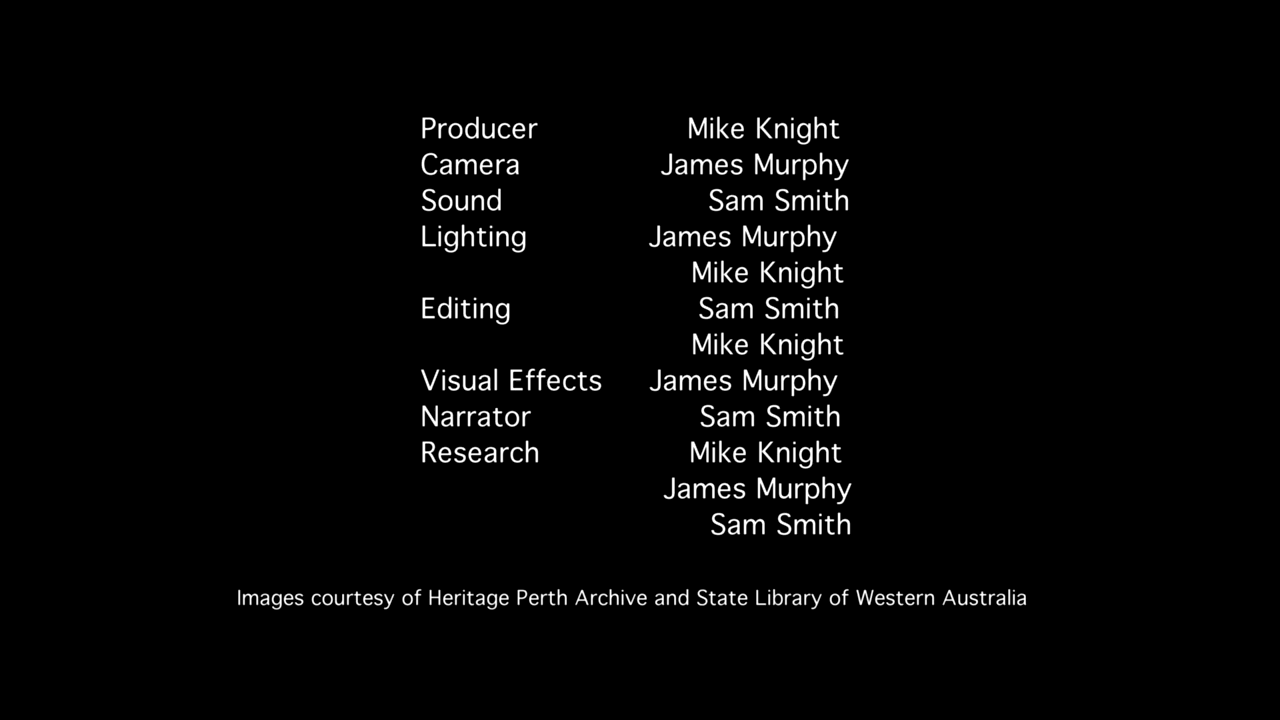 Producer Mike Knight
Camera James Murphy
Sound Sam Smith
Lighting James Murphy
Mike Knight
Editing Sam Smith
Mike Knight
Visual Effects James Murphy
Narrator Sam Smith
Research Mike Knight
James Murphy
Sam Smith
Images courtesy of Heritage Perth Archive and State Library of Western Australia